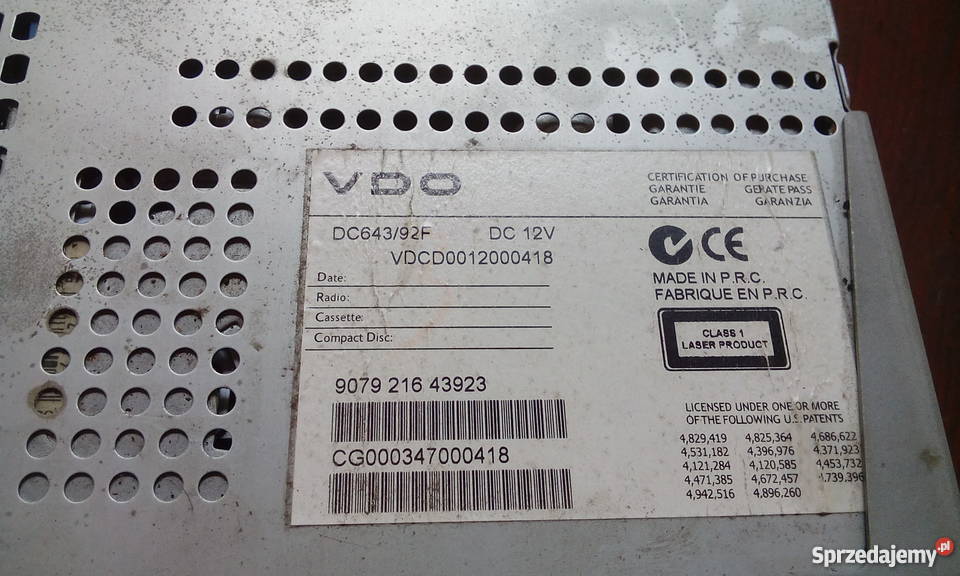 VDO
CERTIFICATION OF PURCHASE
GARANTIE GERATE PASS
GARANTIA GARANZIA
DC643/92F DC 12V
VDCD0012000418
CE
MADE IN P.R.C.
FABRIQUE EN P.R.C.
Date:
Radio:
Cassette:
Compact Disc:
CLASS 1
LASER PRODUCT
9079 216 43923
CG000347000418
LICENSED UNDER ONE OR MORE
OF THE FOLLOWING U.S. PATENTS
4,829,419 4,825,364 4,686,622
4,531,182 4,396,976 4,371,923
4,121,284 4,120,585 4,453,732
4,471,385 4,672,457 4.739.396
4,942,516 4,896,260
Sprzedajemy.pl